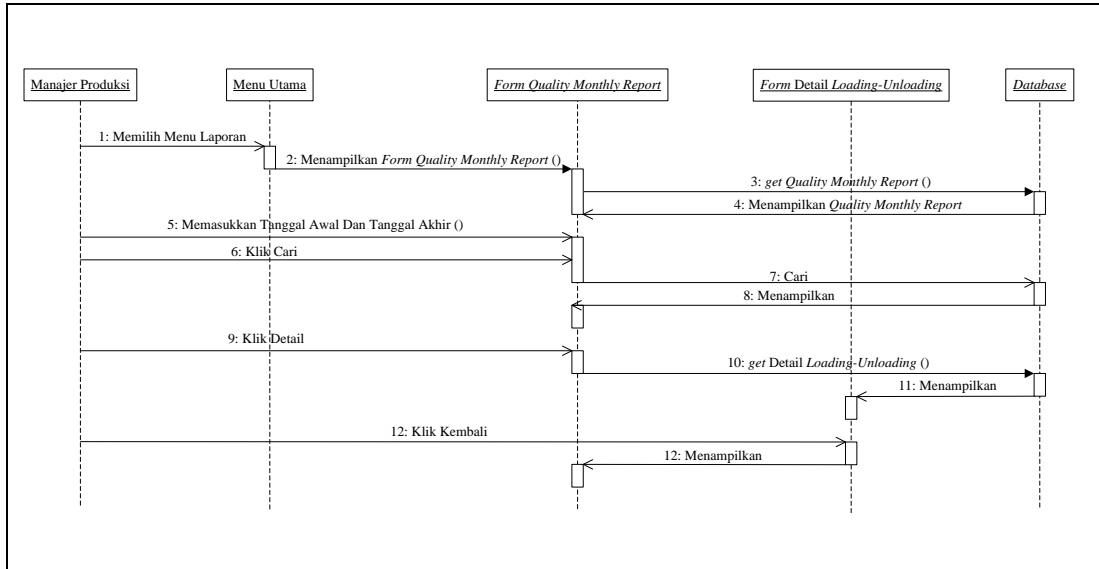 Manajer Produksi
Menu Utama
Form Quality Monthly Report
Form Detail Loading-Unloading
Database
1: Memilih Menu Laporan
2: Menampilkan Form Quality Monthly Report ()
3: get Quality Monthly Report ()
4: Menampilkan Quality Monthly Report
5: Memasukkan Tanggal Awal Dan Tanggal Akhir ()
6: Klik Cari
7: Cari
8: Menampilkan
9: Klik Detail
10: get Detail Loading-Unloading ()
11: Menampilkan
12: Klik Kembali
12: Menampilkan